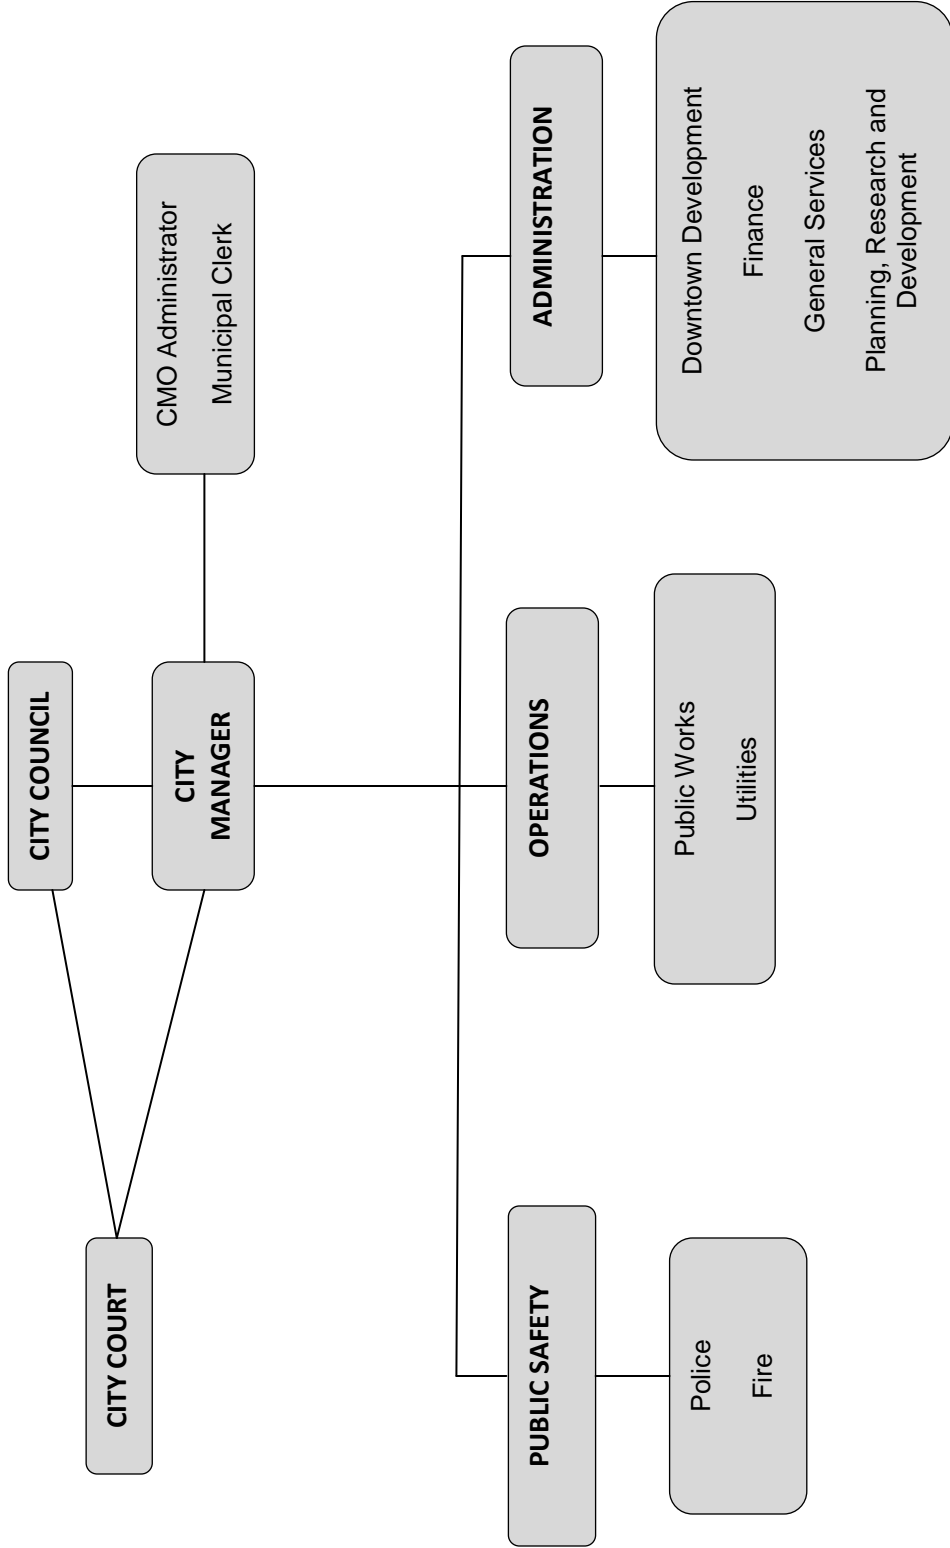 CITY COUNCIL
CITY COURT
CITY
MANAGER
CMO Administrator
Municipal Clerk
PUBLIC SAFETY
OPERATIONS
ADMINISTRATION
Police
Fire
Public Works
Utilities
Downtown Development
Finance
General Services
Planning, Research and
Development